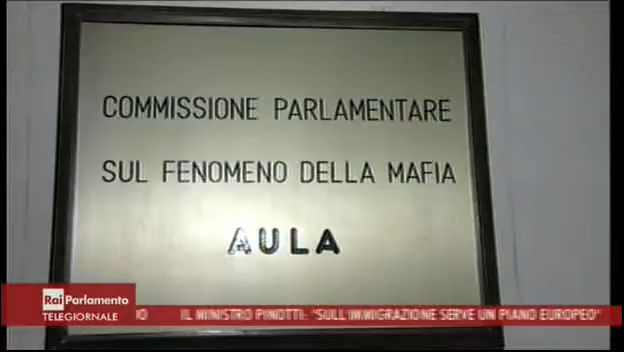 COMMISSIONE PARLAMENTARE
SUL FENOMENO DELLA MAFIA
AULA
Rai Parlamento
TELEGIORNALE
IL MINISTRO PINOTTI: "SULL'IMMIGRAZIONE SERVE UN PIANO EUROPEO"